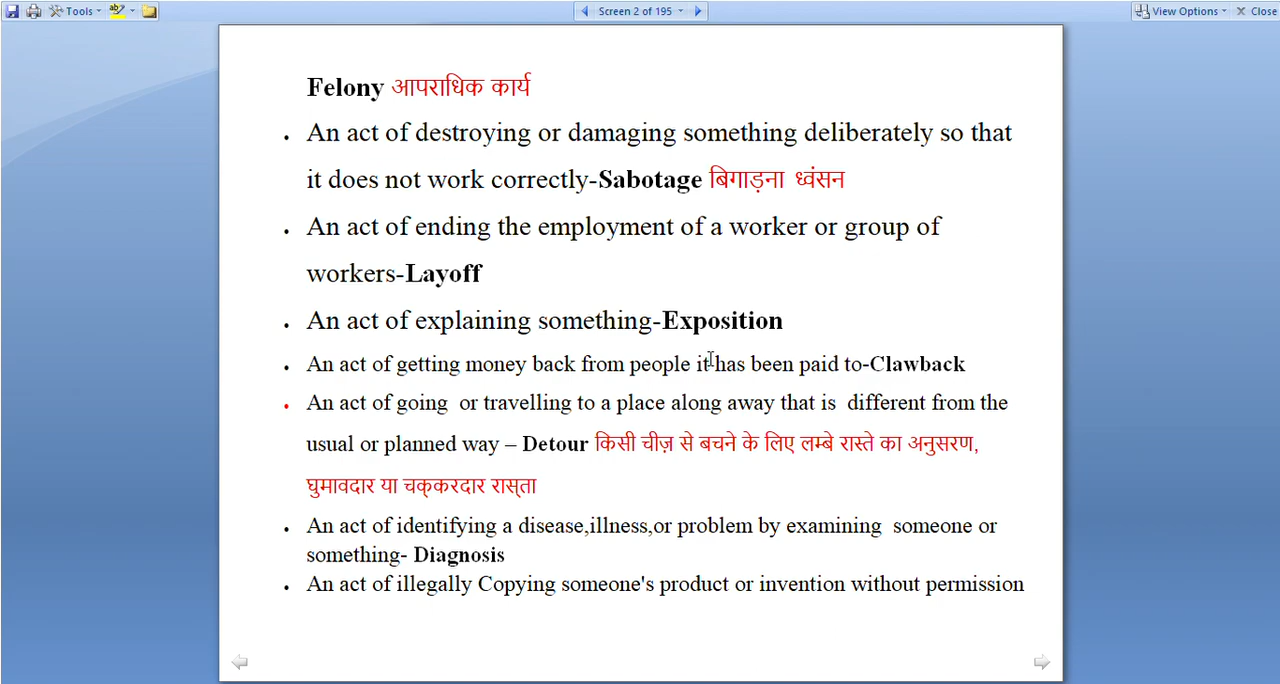 Tools
Screen 2 of 195
View Options
Close
Felony आपराधिक कार्य
• An act of destroying or damaging something deliberately so that
it does not work correctly-Sabotage बिगाड़ना ध्वंसन
• An act of ending the employment of a worker or group of
workers-Layoff
• An act of explaining something-Exposition
• An act of getting money back from people it has been paid to-Clawback
• An act of going or travelling to a place along away that is different from the
usual or planned way – Detour किसी चीज़ से बचने के लिए लम्बे रास्ते का अनुसरण,
घुमावदार या चक्करदार रास्ता
• An act of identifying a disease,illness,or problem by examining someone or
something- Diagnosis
• An act of illegally Copying someone's product or invention without permission